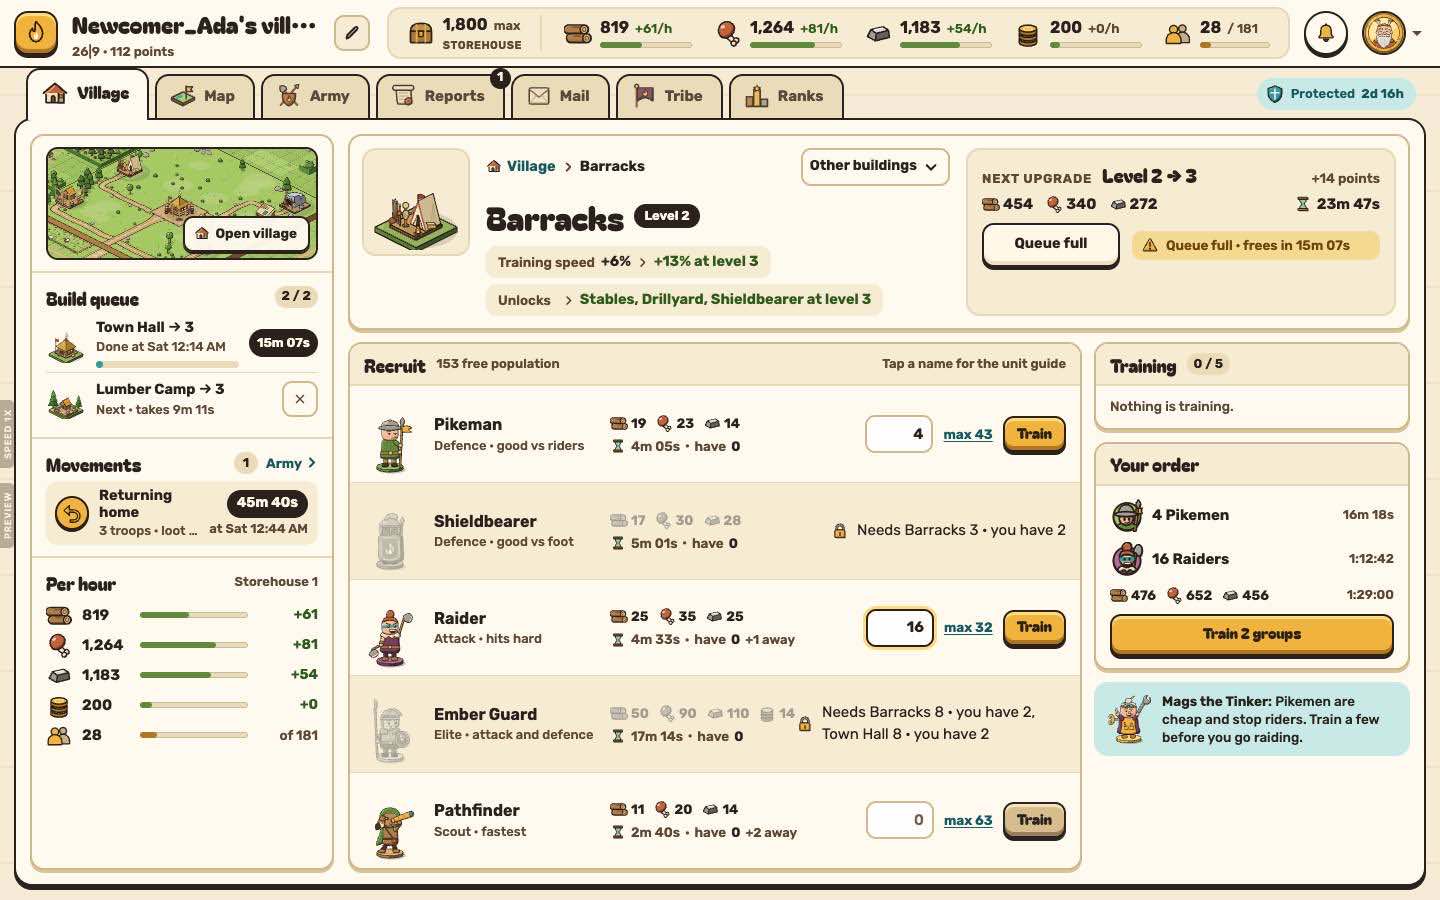 Newcomer_Ada's vill•••
26|9 • 112 points
1,800 max
STOREHOUSE
819 +61/h
1,264 +81/h
1,183 +54/h
200 +0/h
28 / 181
Village
Map
Army
Reports
1
Mail
Tribe
Ranks
Protected 2d 16h
SPEED 1X
PREVIEW
Open village
Build queue
2 / 2
Town Hall → 3
Done at Sat 12:14 AM
15m 07s
Lumber Camp → 3
Next • takes 9m 11s
×
Movements
1
Army >
Returning home
45m 40s
3 troops • loot ...
at Sat 12:44 AM
Per hour
Storehouse 1
819 +61
1,264 +81
1,183 +54
200 +0
28 of 181
Village > Barracks
Other buildings
Barracks
Level 2
Training speed +6% > +13% at level 3
Unlocks > Stables, Drillyard, Shieldbearer at level 3
NEXT UPGRADE Level 2 → 3
+14 points
454 340 272
23m 47s
Queue full
Queue full • frees in 15m 07s
Recruit
153 free population
Tap a name for the unit guide
Pikeman
Defence • good vs riders
19 23 14
4m 05s • have 0
4
max 43
Train
Shieldbearer
Defence • good vs foot
17 30 28
5m 01s • have 0
Needs Barracks 3 • you have 2
Raider
Attack • hits hard
25 35 25
4m 33s • have 0 +1 away
16
max 32
Train
Ember Guard
Elite • attack and defence
50 90 110 14
17m 14s • have 0
Needs Barracks 8 • you have 2,
Town Hall 8 • you have 2
Pathfinder
Scout • fastest
11 20 14
2m 40s • have 0 +2 away
0
max 63
Train
Training
0 / 5
Nothing is training.
Your order
4 Pikemen
16m 18s
16 Raiders
1:12:42
476 652 456
1:29:00
Train 2 groups
Mags the Tinker: Pikemen are
cheap and stop riders. Train a few
before you go raiding.